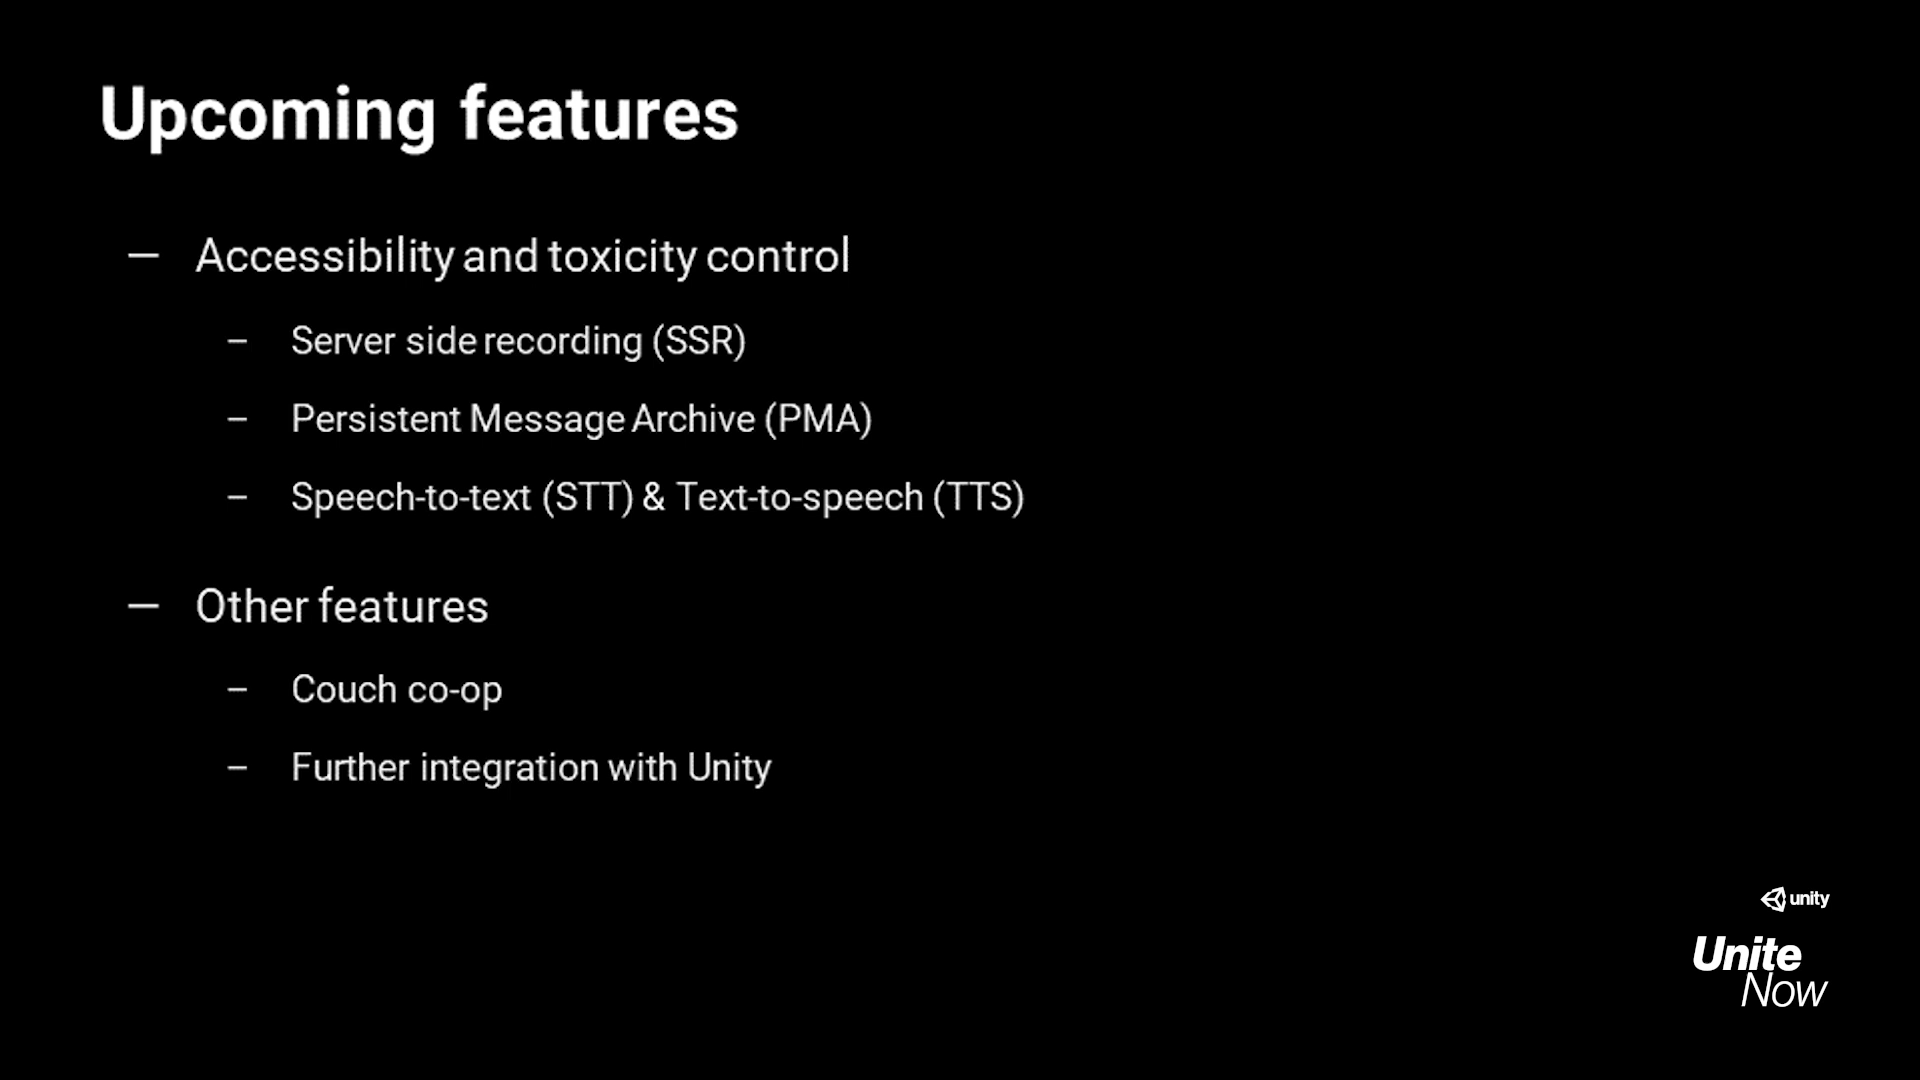 Upcoming features
— Accessibility and toxicity control
– Server side recording (SSR)
– Persistent Message Archive (PMA)
– Speech-to-text (STT) & Text-to-speech (TTS)
— Other features
– Couch co-op
– Further integration with Unity
unity
Unite
Now